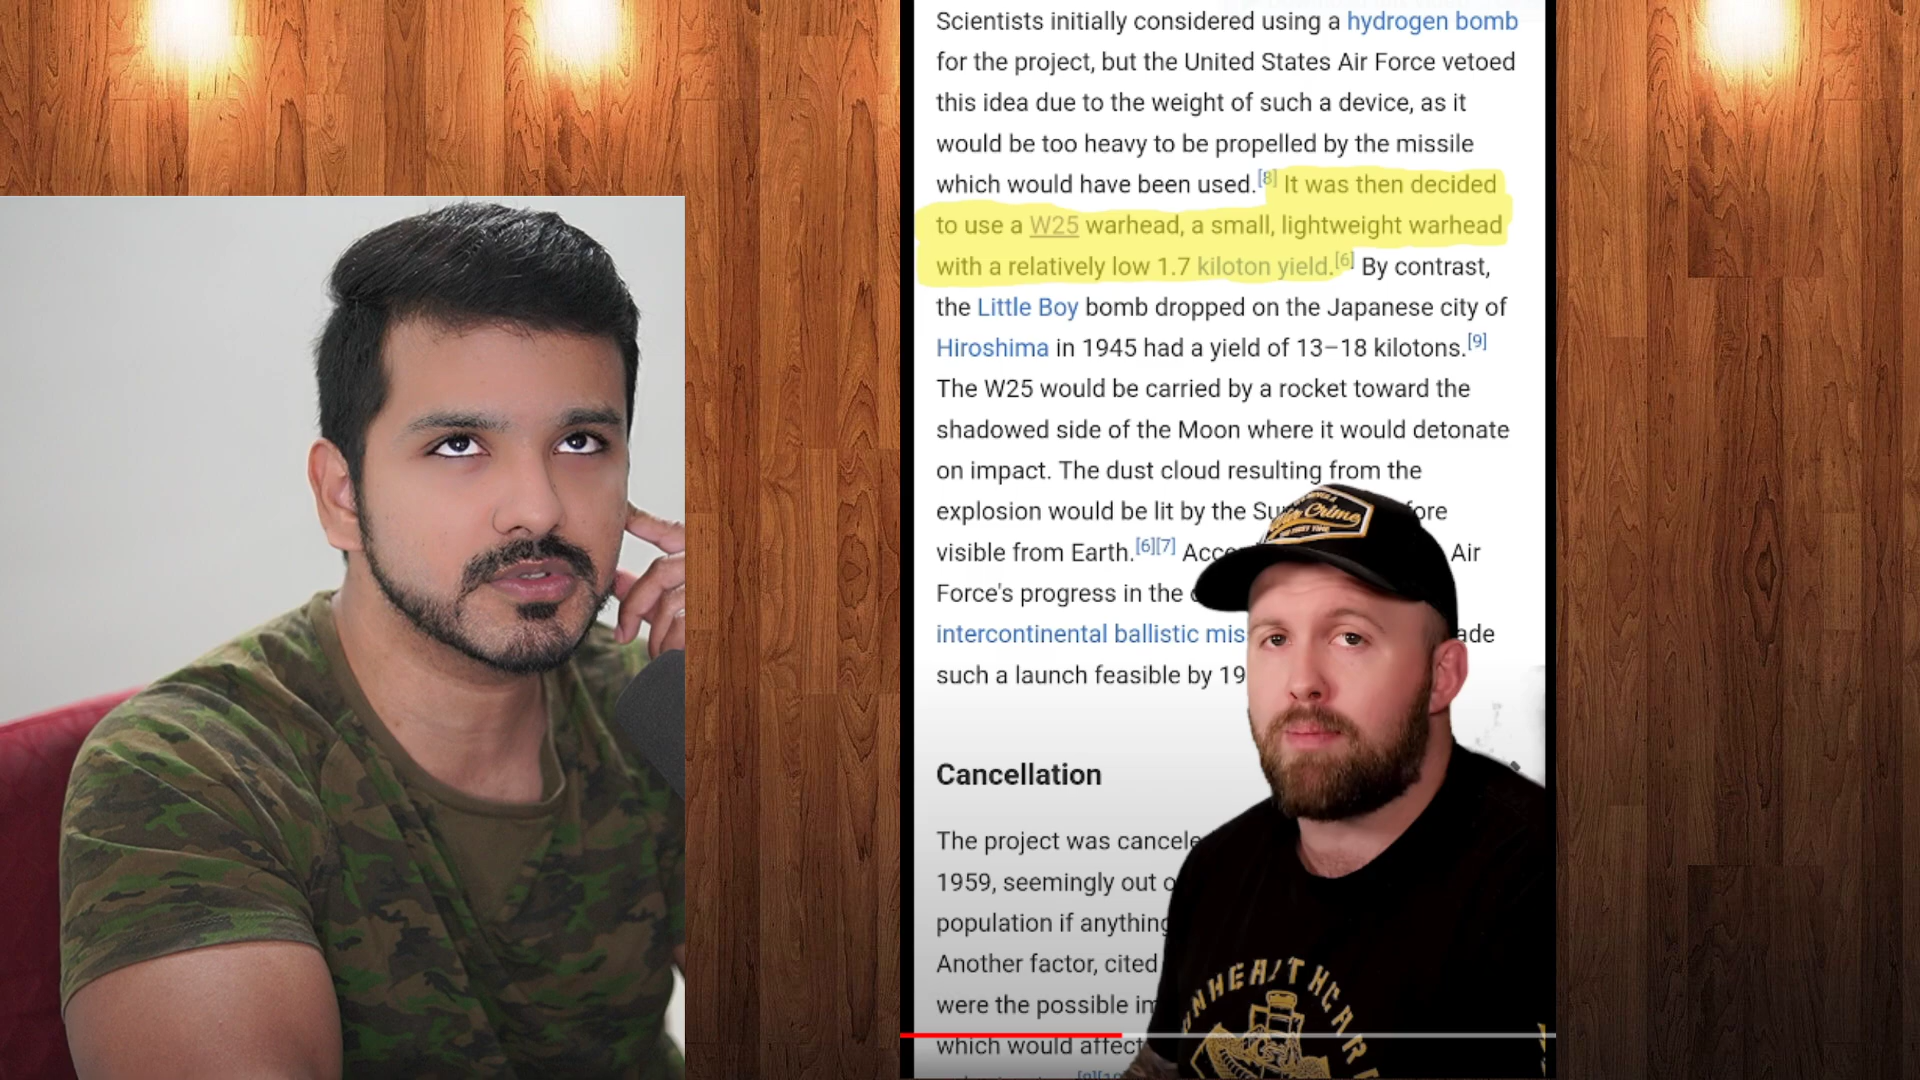 Scientists initially considered using a hydrogen bomb
for the project, but the United States Air Force vetoed
this idea due to the weight of such a device, as it
would be too heavy to be propelled by the missile
which would have been used.[8] It was then decided
to use a W25 warhead, a small, lightweight warhead
with a relatively low 1.7 kiloton yield.[6] By contrast,
the Little Boy bomb dropped on the Japanese city of
Hiroshima in 1945 had a yield of 13–18 kilotons.[9]
The W25 would be carried by a rocket toward the
shadowed side of the Moon where it would detonate
on impact. The dust cloud resulting from the
explosion would be lit by the
visible from Earth.[6][7] Air
Force's progress in the
intercontinental ballistic
such a launch feasible by
Crime
Cancellation
The project was
1959, seemingly out
population if anything
Another factor, cited
were the possible
which would affect